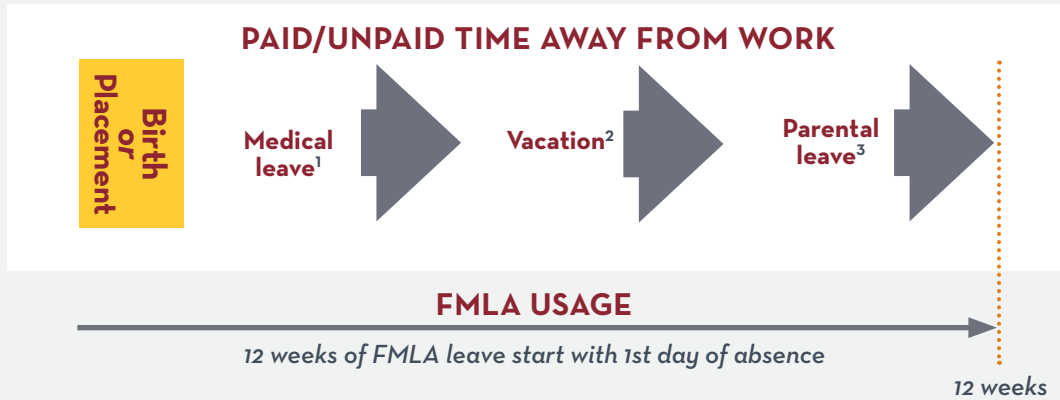 PAID/UNPAID TIME AWAY FROM WORK
Birth
or
Placement
Medical
leave¹
Vacation²
Parental
leave³
FMLA USAGE
12 weeks of FMLA leave start with 1st day of absence
12 weeks